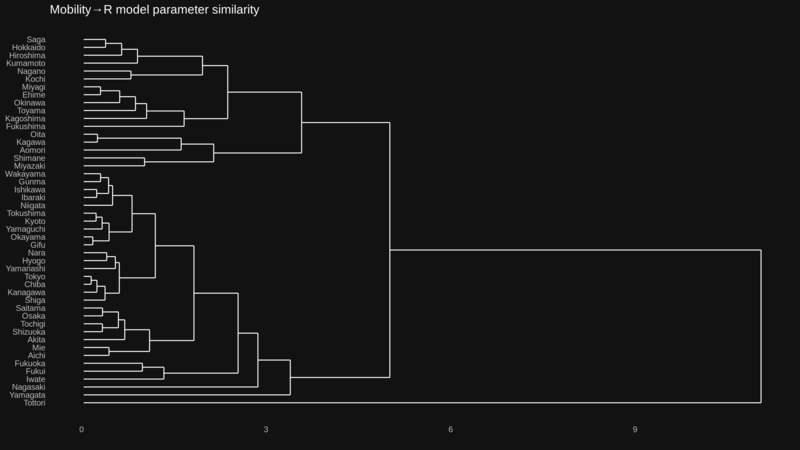 Mobility→R model parameter similarity
Saga
Hokkaido
Hiroshima
Kumamoto
Nagano
Kochi
Miyagi
Ehime
Okinawa
Toyama
Kagoshima
Fukushima
Oita
Kagawa
Aomori
Shimane
Miyazaki
Wakayama
Gunma
Ishikawa
Ibaraki
Niigata
Tokushima
Kyoto
Yamaguchi
Okayama
Gifu
Nara
Hyogo
Yamanashi
Tokyo
Chiba
Kanagawa
Shiga
Saitama
Osaka
Tochigi
Shizuoka
Akita
Mie
Aichi
Fukuoka
Fukui
Iwate
Nagasaki
Yamagata
Tottori
0 3 6 9